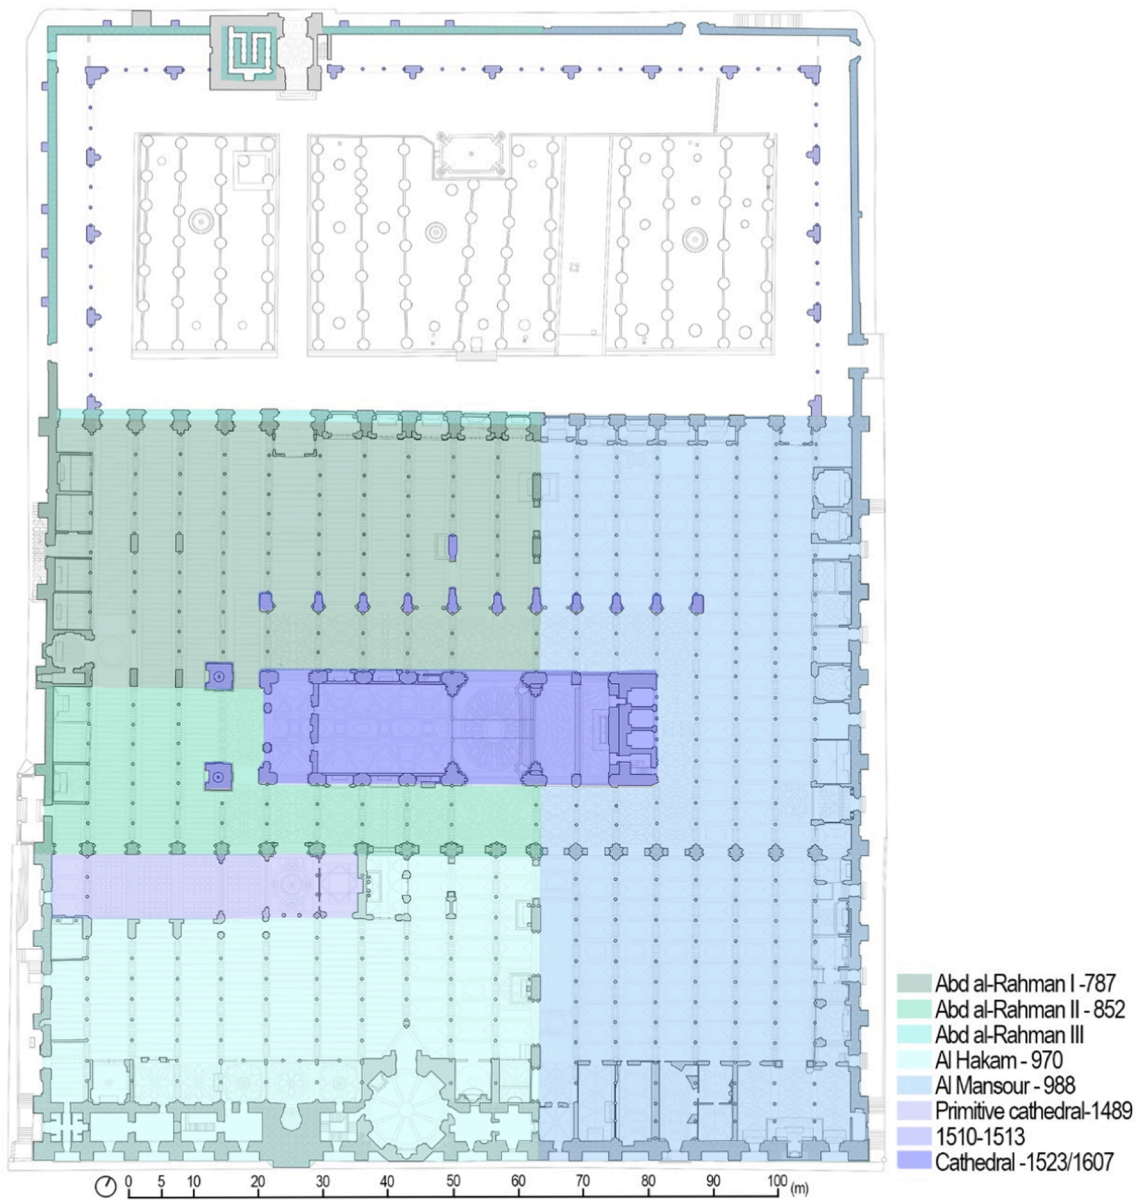 Abd al-Rahman I -787
Abd al-Rahman II - 852
Abd al-Rahman III
Al Hakam - 970
Al Mansour - 988
Primitive cathedral-1489
1510-1513
Cathedral -1523/1607
0 5 10 20 30 40 50 60 70 80 90 100 (m)